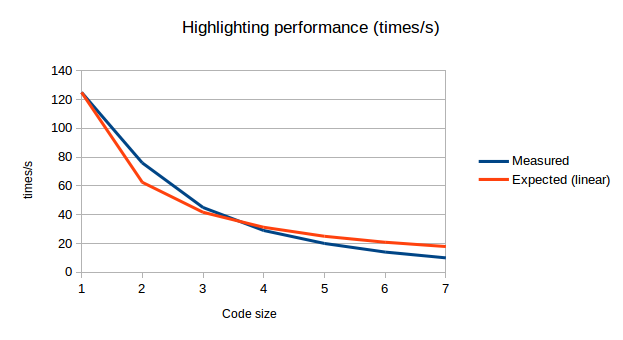 Highlighting performance (times/s)
140
120
100
80
60
40
20
0
times/s
1 2 3 4 5 6 7
Code size
Measured
Expected (linear)